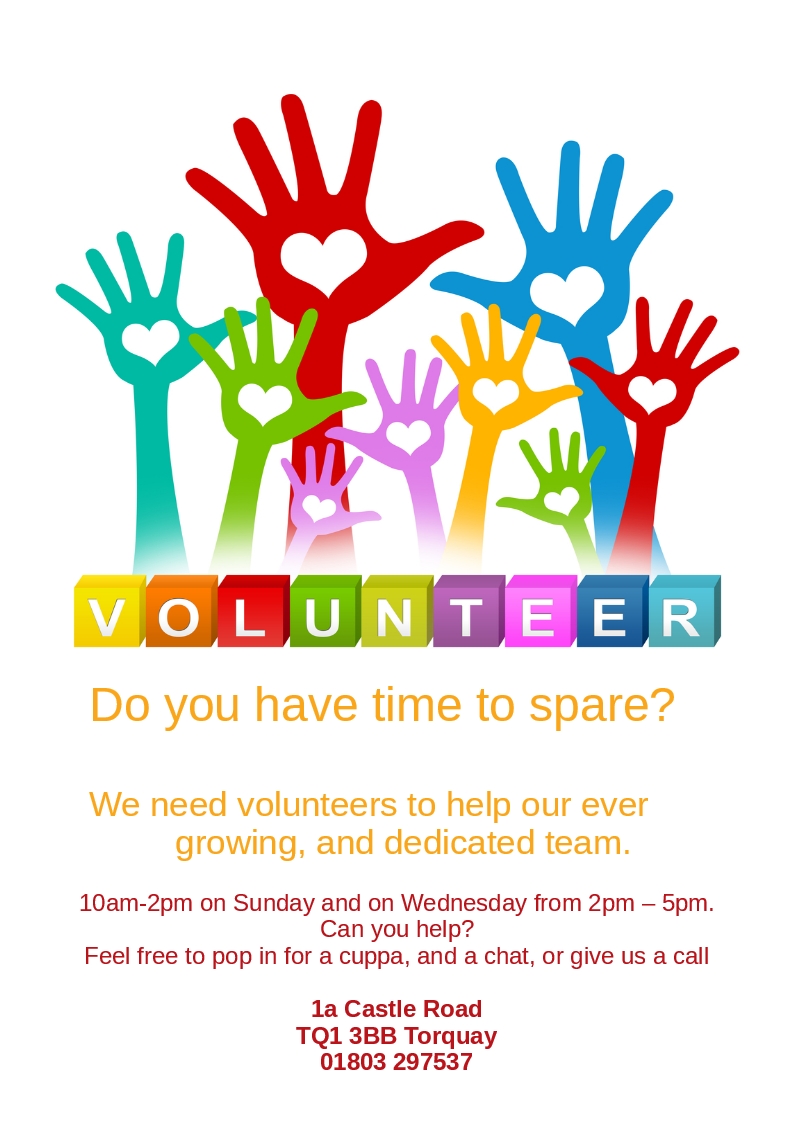 VOLUNTEER
Do you have time to spare?
We need volunteers to help our ever
growing, and dedicated team.
10am-2pm on Sunday and on Wednesday from 2pm – 5pm.
Can you help?
Feel free to pop in for a cuppa, and a chat, or give us a call
1a Castle Road
TQ1 3BB Torquay
01803 297537